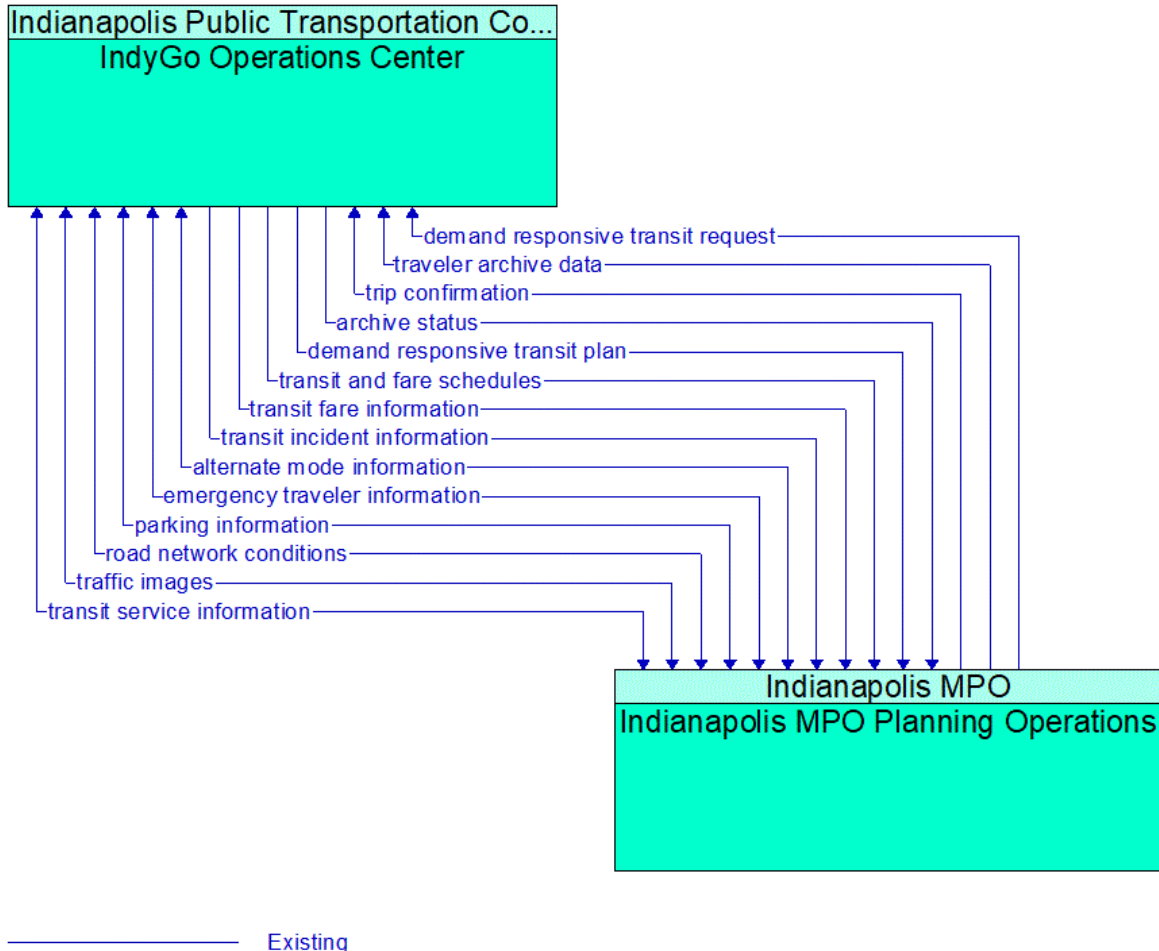 Indianapolis Public Transportation Co...
IndyGo Operations Center
demand responsive transit request
traveler archive data
trip confirmation
archive status
demand responsive transit plan
transit and fare schedules
transit fare information
transit incident information
alternate mode information
emergency traveler information
parking information
road network conditions
traffic images
transit service information
Indianapolis MPO
Indianapolis MPO Planning Operations
Existing